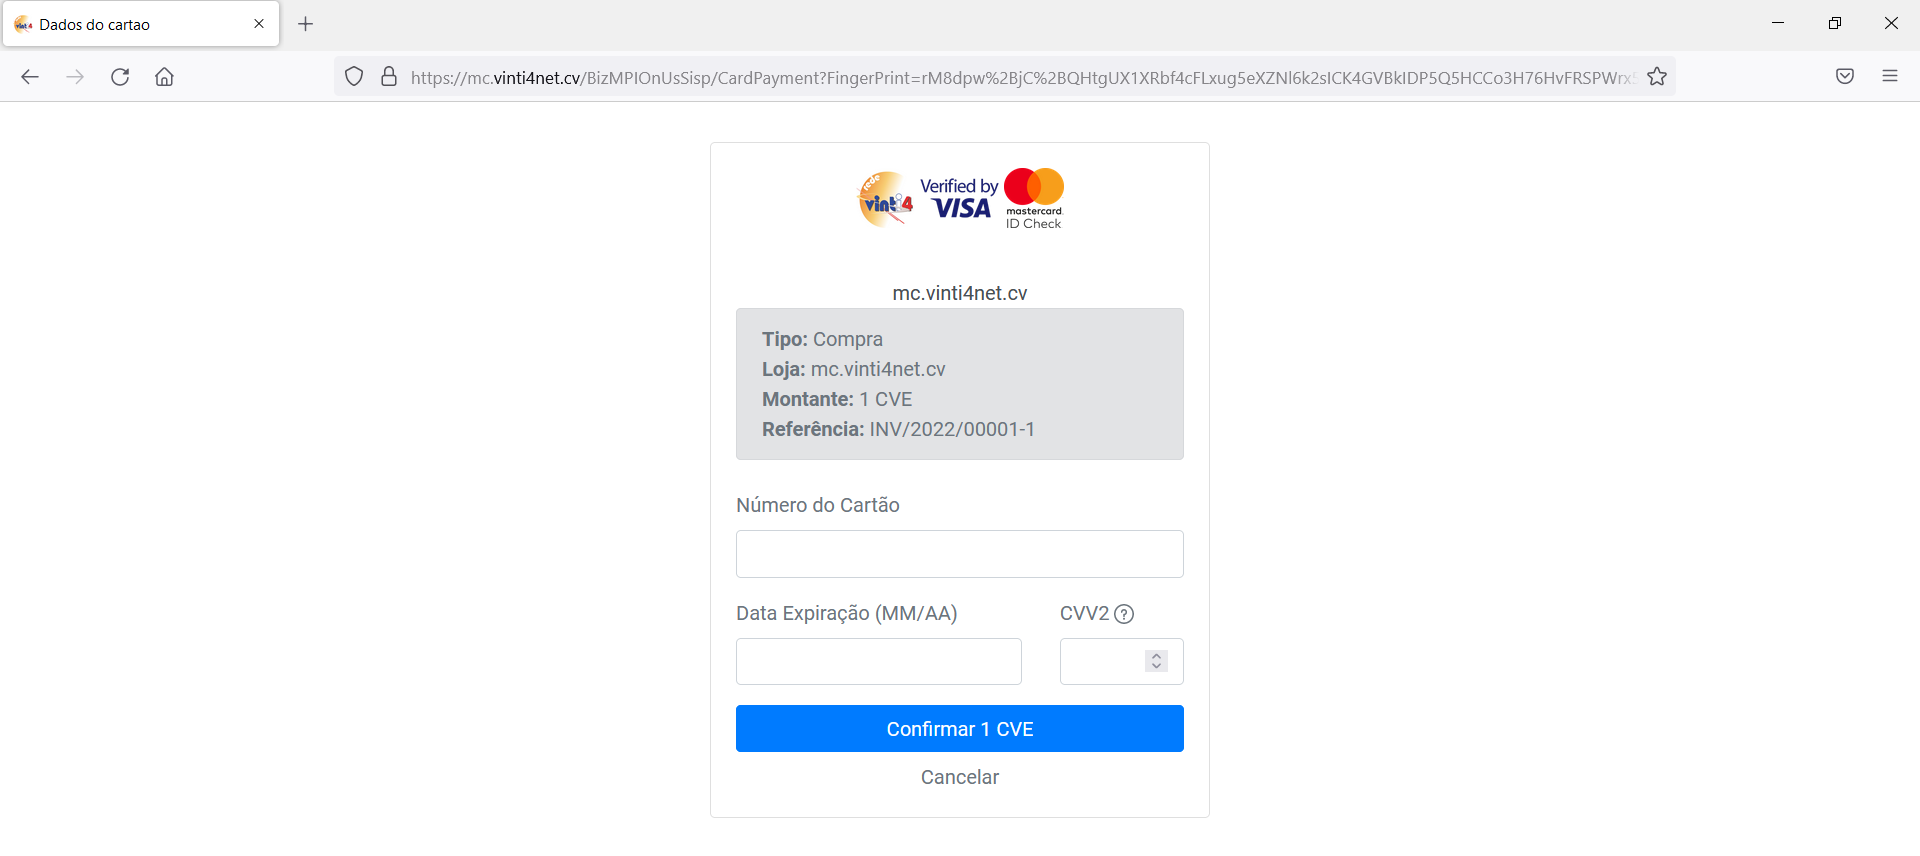 Dados do cartao
https://mc.vinti4net.cv/BizMPIOnUsSisp/CardPayment?FingerPrint=rM8dpw%2BjC%2BQHtgUX1XRbf4cFLxug5eXZNl6k2sICK4GVBkIDP5Q5HCCo3H76HvFRSPWrx
rede
vinti4
Verified by
VISA
mastercard.
ID Check
mc.vinti4net.cv
Tipo: Compra
Loja: mc.vinti4net.cv
Montante: 1 CVE
Referência: INV/2022/00001-1
Número do Cartão
Data Expiração (MM/AA)
CVV2 ?
Confirmar 1 CVE
Cancelar